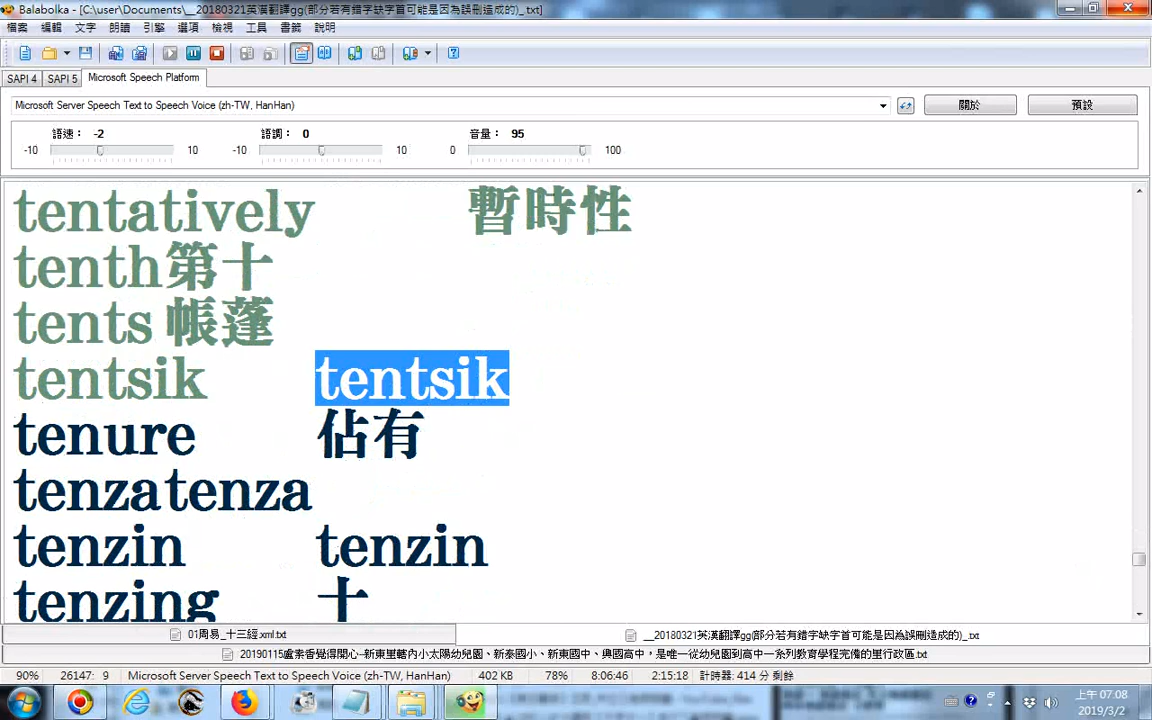 Balabolka - [C:\user\Documents\__20180321英漢翻譯gg(部分若有錯字缺字首可能是因為誤刪造成的)_.txt]
檔案 編輯 文字 朗讀 引擎 選項 檢視 工具 書籤 說明
SAPI 4 SAPI 5 Microsoft Speech Platform
Microsoft Server Speech Text to Speech Voice (zh-TW, HanHan) 關於 預設
語速： -2 語調： 0 音量： 95
-10 10 -10 10 0 100
tentatively 暫時性
tenth第十
tents 帳蓬
tentsik tentsik
tenure 佔有
tenzatenza
tenzin tenzin
tenzing 十
01周易_十三經.xml.txt __20180321英漢翻譯gg(部分若有錯字缺字首可能是因為誤刪造成的)_.txt
20190115盧素香覺得開心~新東里轄內小太陽幼兒園、新泰國小、新東國中、興國高中，是唯一從幼兒園到高中一系列教育學程完備的里行政區.txt
90% 26147: 9 Microsoft Server Speech Text to Speech Voice (zh-TW, HanHan) 402 KB 78% 8:06:46 2:15:18 計時器: 414 分 剩餘
上午 07:08
2019/3/2